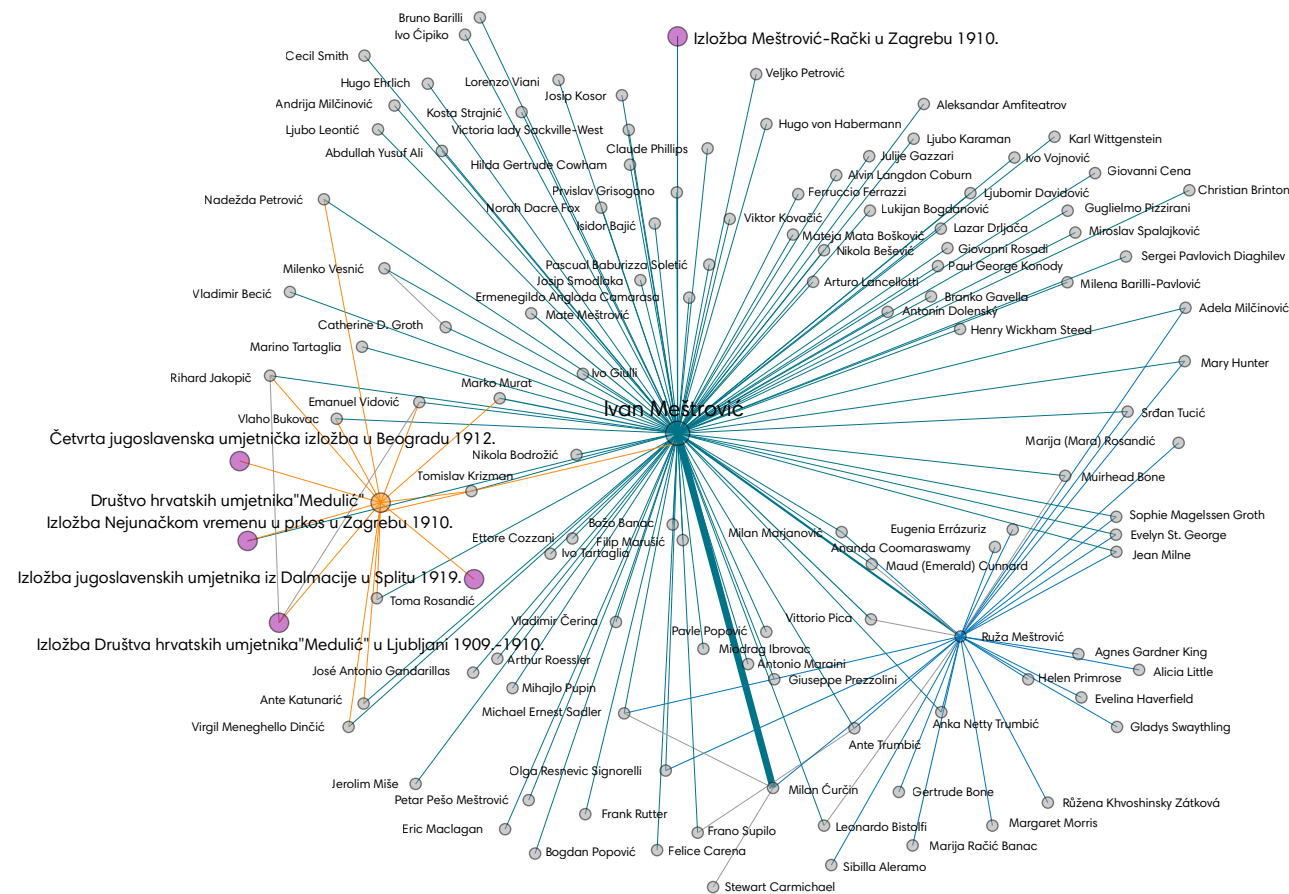 Bruno Barilli
Ivo Ćipiko
Izložba Meštrović-Rački u Zagrebu 1910.
Cecil Smith
Veljko Petrović
Hugo Ehrlich
Lorenzo Viani
Josip Kosor
Andrija Milčinović
Kosta Strajnić
Aleksandar Amfiteatrov
Ljubo Leontić
Victoria lady Sackville-West
Hugo von Habermann
Ljubo Karaman
Karl Wittgenstein
Abdullah Yusuf Ali
Claude Phillips
Julije Gazzari
Ivo Vojnović
Hilda Gertrude Cowham
Alvin Langdon Coburn
Giovanni Cena
Nadežda Petrović
Prvislav Grisogono
Ferruccio Ferrazzi
Ljubomir Davidović
Christian Brinton
Norah Dacre Fox
Lukijan Bogdanović
Guglielmo Pizzirani
Isidor Bajić
Viktor Kovačić
Mateja Mata Bošković
Lazar Drljača
Miroslav Spalajković
Nikola Bešević
Giovanni Rosadi
Sergei Pavlovich Diaghilev
Milenko Vesnić
Pascual Baburizza Soletić
Paul George Konody
Vladimir Becić
Josip Smodlaka
Arturo Lancellotti
Milena Barilli-Pavlović
Ermenegildo Anglada Camarasa
Branko Gavella
Adela Milčinović
Catherine D. Groth
Mate Meštrović
Antonín Dolenský
Henry Wickham Steed
Marino Tartaglia
Mary Hunter
Rihard Jakopič
Marko Murat
Ivo Giulli
Emanuel Vidović
Ivan Meštrović
Srđan Tucić
Vlaho Bukovac
Četvrta jugoslavenska umjetnička izložba u Beogradu 1912.
Marija (Mara) Rosandić
Nikola Bodrožić
Tomislav Krizman
Muirhead Bone
Društvo hrvatskih umjetnika"Medulić"
Izložba Nejunačkom vremenu u prkos u Zagrebu 1910.
Božo Banac
Milan Marjanović
Eugenia Errázuriz
Sophie Magelssen Groth
Ettore Cozzani
Filip Marušić
Evelyn St. George
Ivo Tartaglia
Ananda Coomaraswamy
Jean Milne
Maud (Emerald) Cunnard
Izložba jugoslavenskih umjetnika iz Dalmacije u Splitu 1919.
Toma Rosandić
Vladimir Čerina
Vittorio Pica
Pavle Popović
Ruža Meštrović
Izložba Društva hrvatskih umjetnika"Medulić" u Ljubljani 1909.-1910.
Miodrag Ibrovac
Agnes Gardner King
Arthur Roessler
Antonio Maraini
Alicia Little
José Antonio Gandarillas
Giuseppe Prezzolini
Helen Primrose
Mihajlo Pupin
Evelina Haverfield
Ante Katunarić
Michael Ernest Sadler
Anka Netty Trumbić
Virgil Meneghello Dinčić
Gladys Swaythling
Ante Trumbić
Olga Resnevic Signorelli
Jerolim Miše
Milan Ćurčin
Gertrude Bone
Petar Pešo Meštrović
Růžena Khvoshinsky Zátková
Frank Rutter
Eric Maclagan
Frano Supilo
Leonardo Bistolfi
Margaret Morris
Marija Račić Banac
Bogdan Popović
Felice Carena
Sibilla Aleramo
Stewart Carmichael